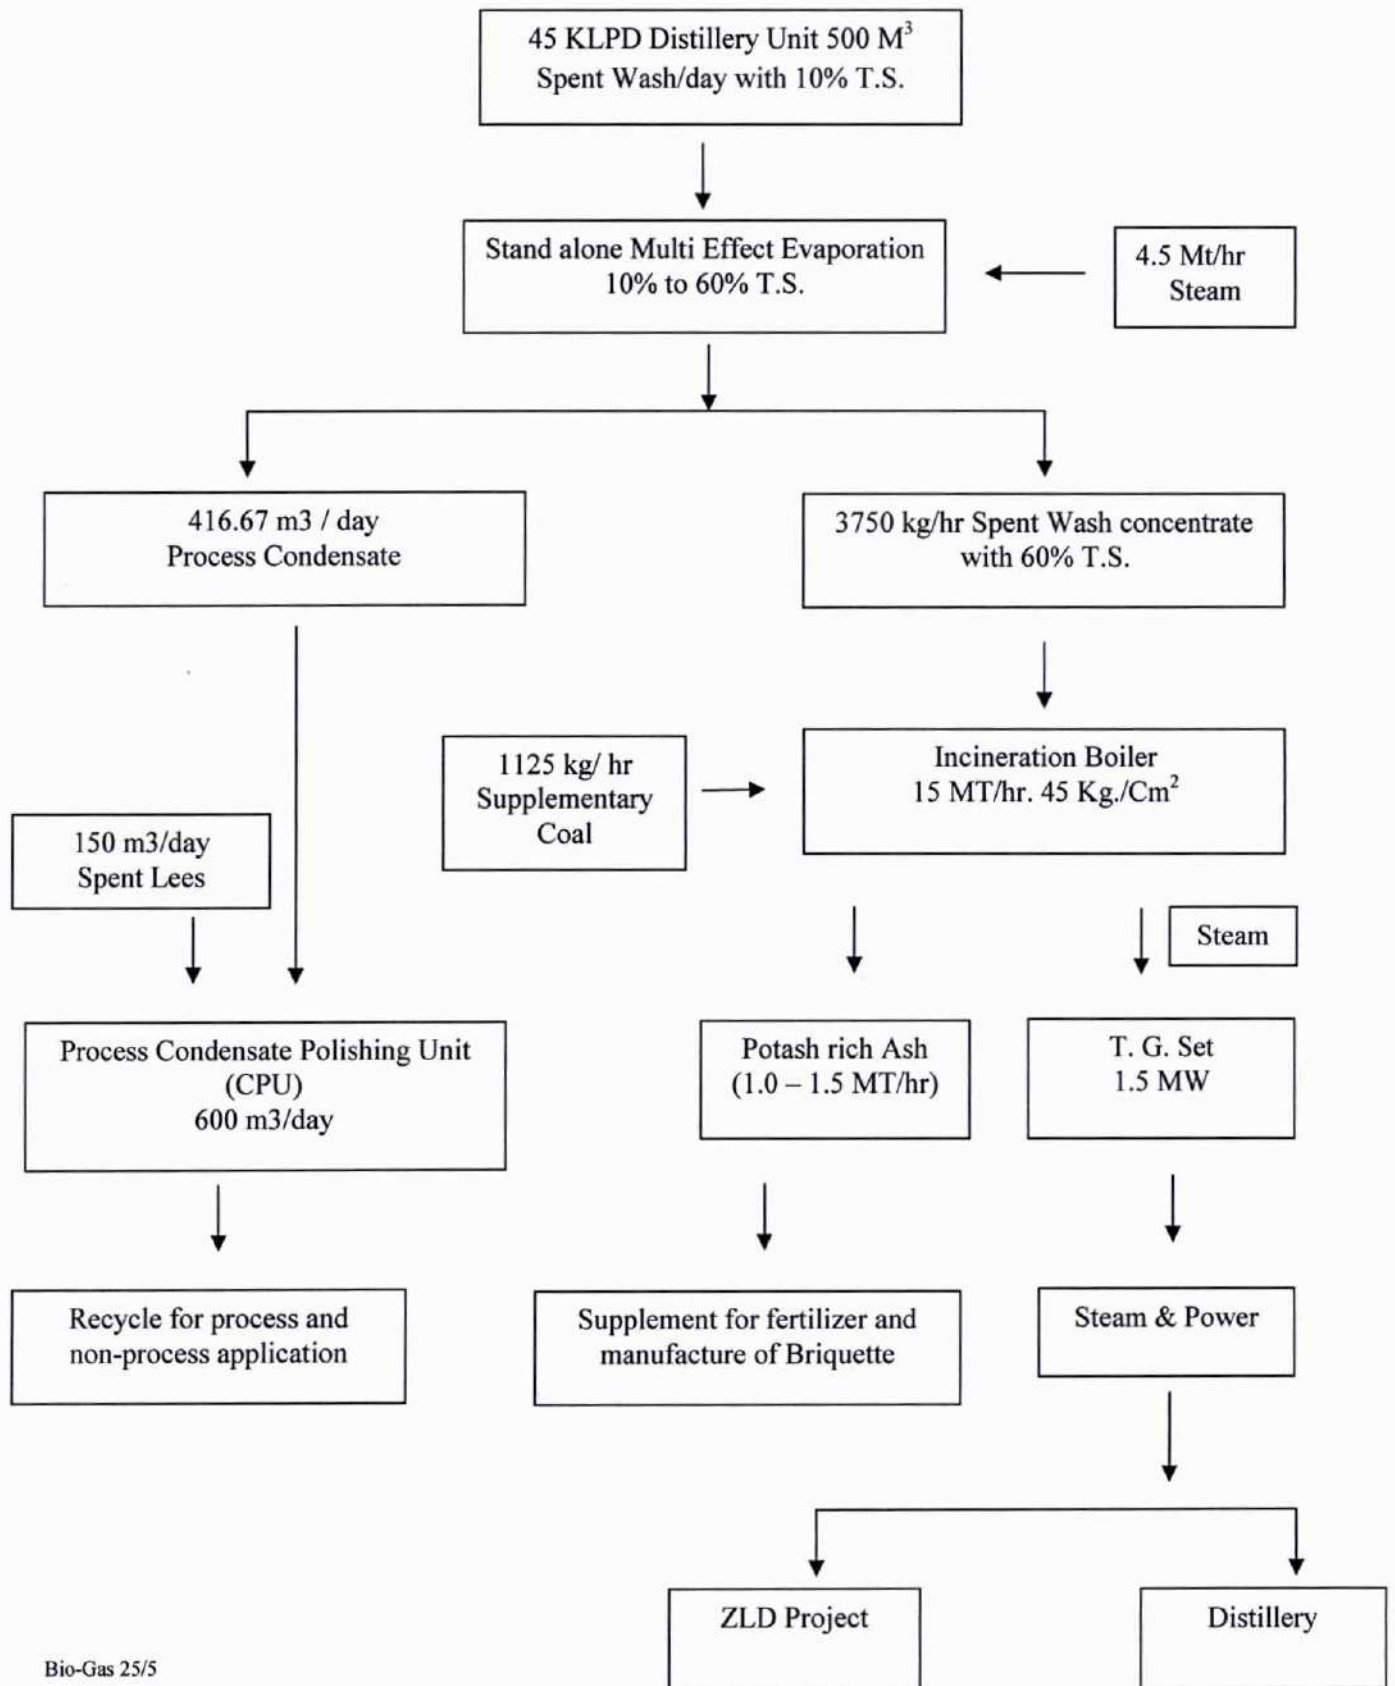 45 KLPD Distillery Unit 500 M³
Spent Wash/day with 10% T.S.
Stand alone Multi Effect Evaporation
10% to 60% T.S.
4.5 Mt/hr
Steam
416.67 m3 / day
Process Condensate
3750 kg/hr Spent Wash concentrate
with 60% T.S.
1125 kg/ hr
Supplementary
Coal
Incineration Boiler
15 MT/hr. 45 Kg./Cm²
150 m3/day
Spent Lees
Steam
Process Condensate Polishing Unit
(CPU)
600 m3/day
Potash rich Ash
(1.0 – 1.5 MT/hr)
T. G. Set
1.5 MW
Recycle for process and
non-process application
Supplement for fertilizer and
manufacture of Briquette
Steam & Power
ZLD Project
Distillery
Bio-Gas 25/5